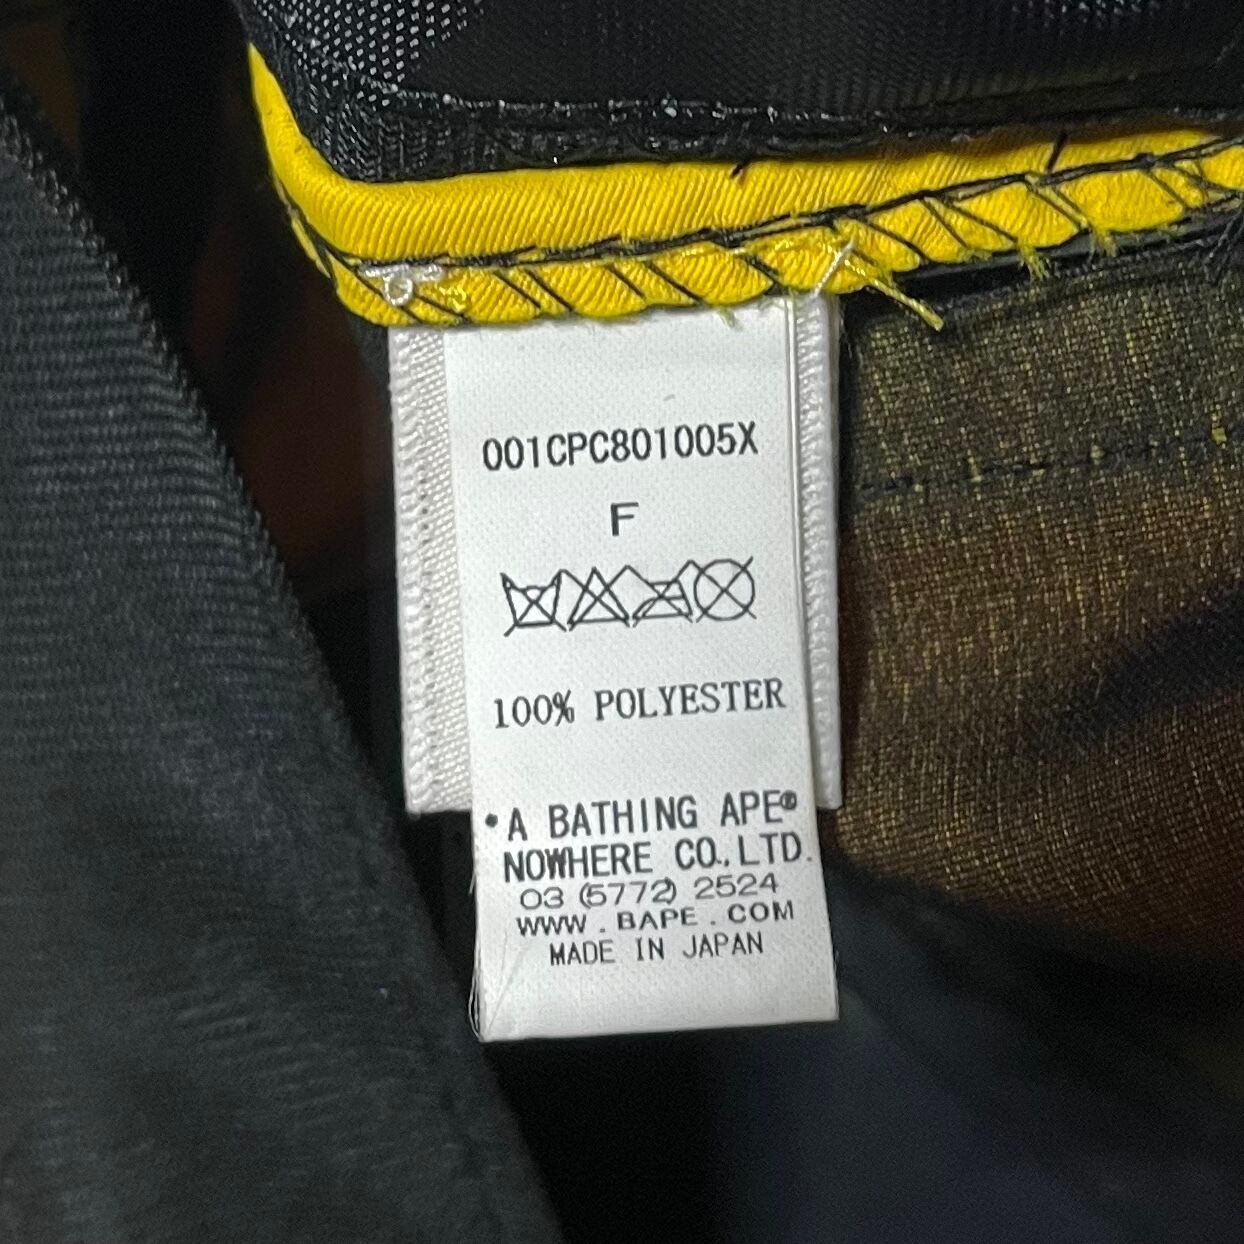 001CPC801005X
F
100% POLYESTER
•A BATHING APE®
NOWHERE CO.,LTD.
03 (5772) 2524
WWW.BAPE.COM
MADE IN JAPAN